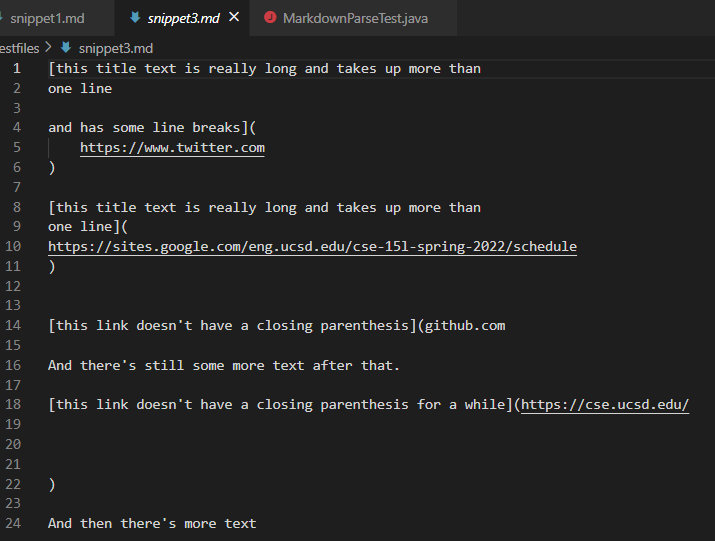 snippet1.md snippet3.md MarkdownParseTest.java
estfiles > snippet3.md
1 [this title text is really long and takes up more than
2 one line
3
4 and has some line breaks](
5 https://www.twitter.com
6 )
7
8 [this title text is really long and takes up more than
9 one line](
10 https://sites.google.com/eng.ucsd.edu/cse-15l-spring-2022/schedule
11 )
12
13
14 [this link doesn't have a closing parenthesis](github.com
15
16 And there's still some more text after that.
17
18 [this link doesn't have a closing parenthesis for a while](https://cse.ucsd.edu/
19
20
21
22 )
23
24 And then there's more text